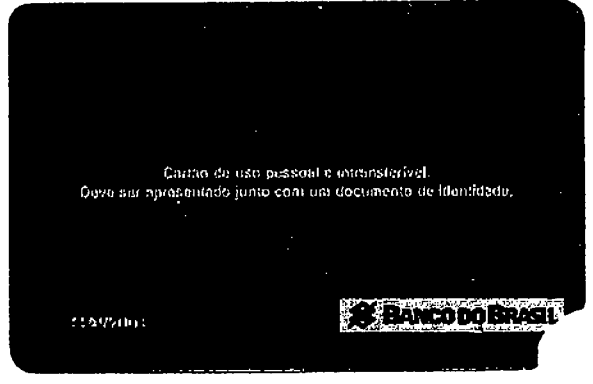 Cartão de uso pessoal e intransferível.
Deve ser apresentado junto com um documento de identidade.
BANCO DO BRASIL